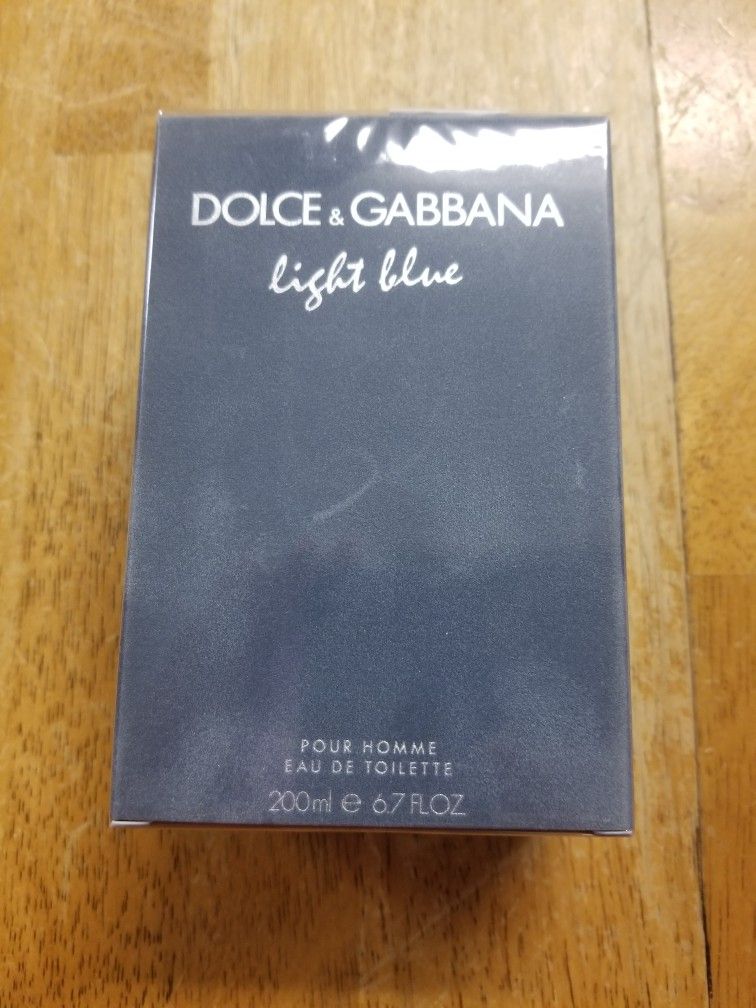 DOLCE & GABBANA
light blue
POUR HOMME
EAU DE TOILETTE
200ml e 6.7 FL.OZ.